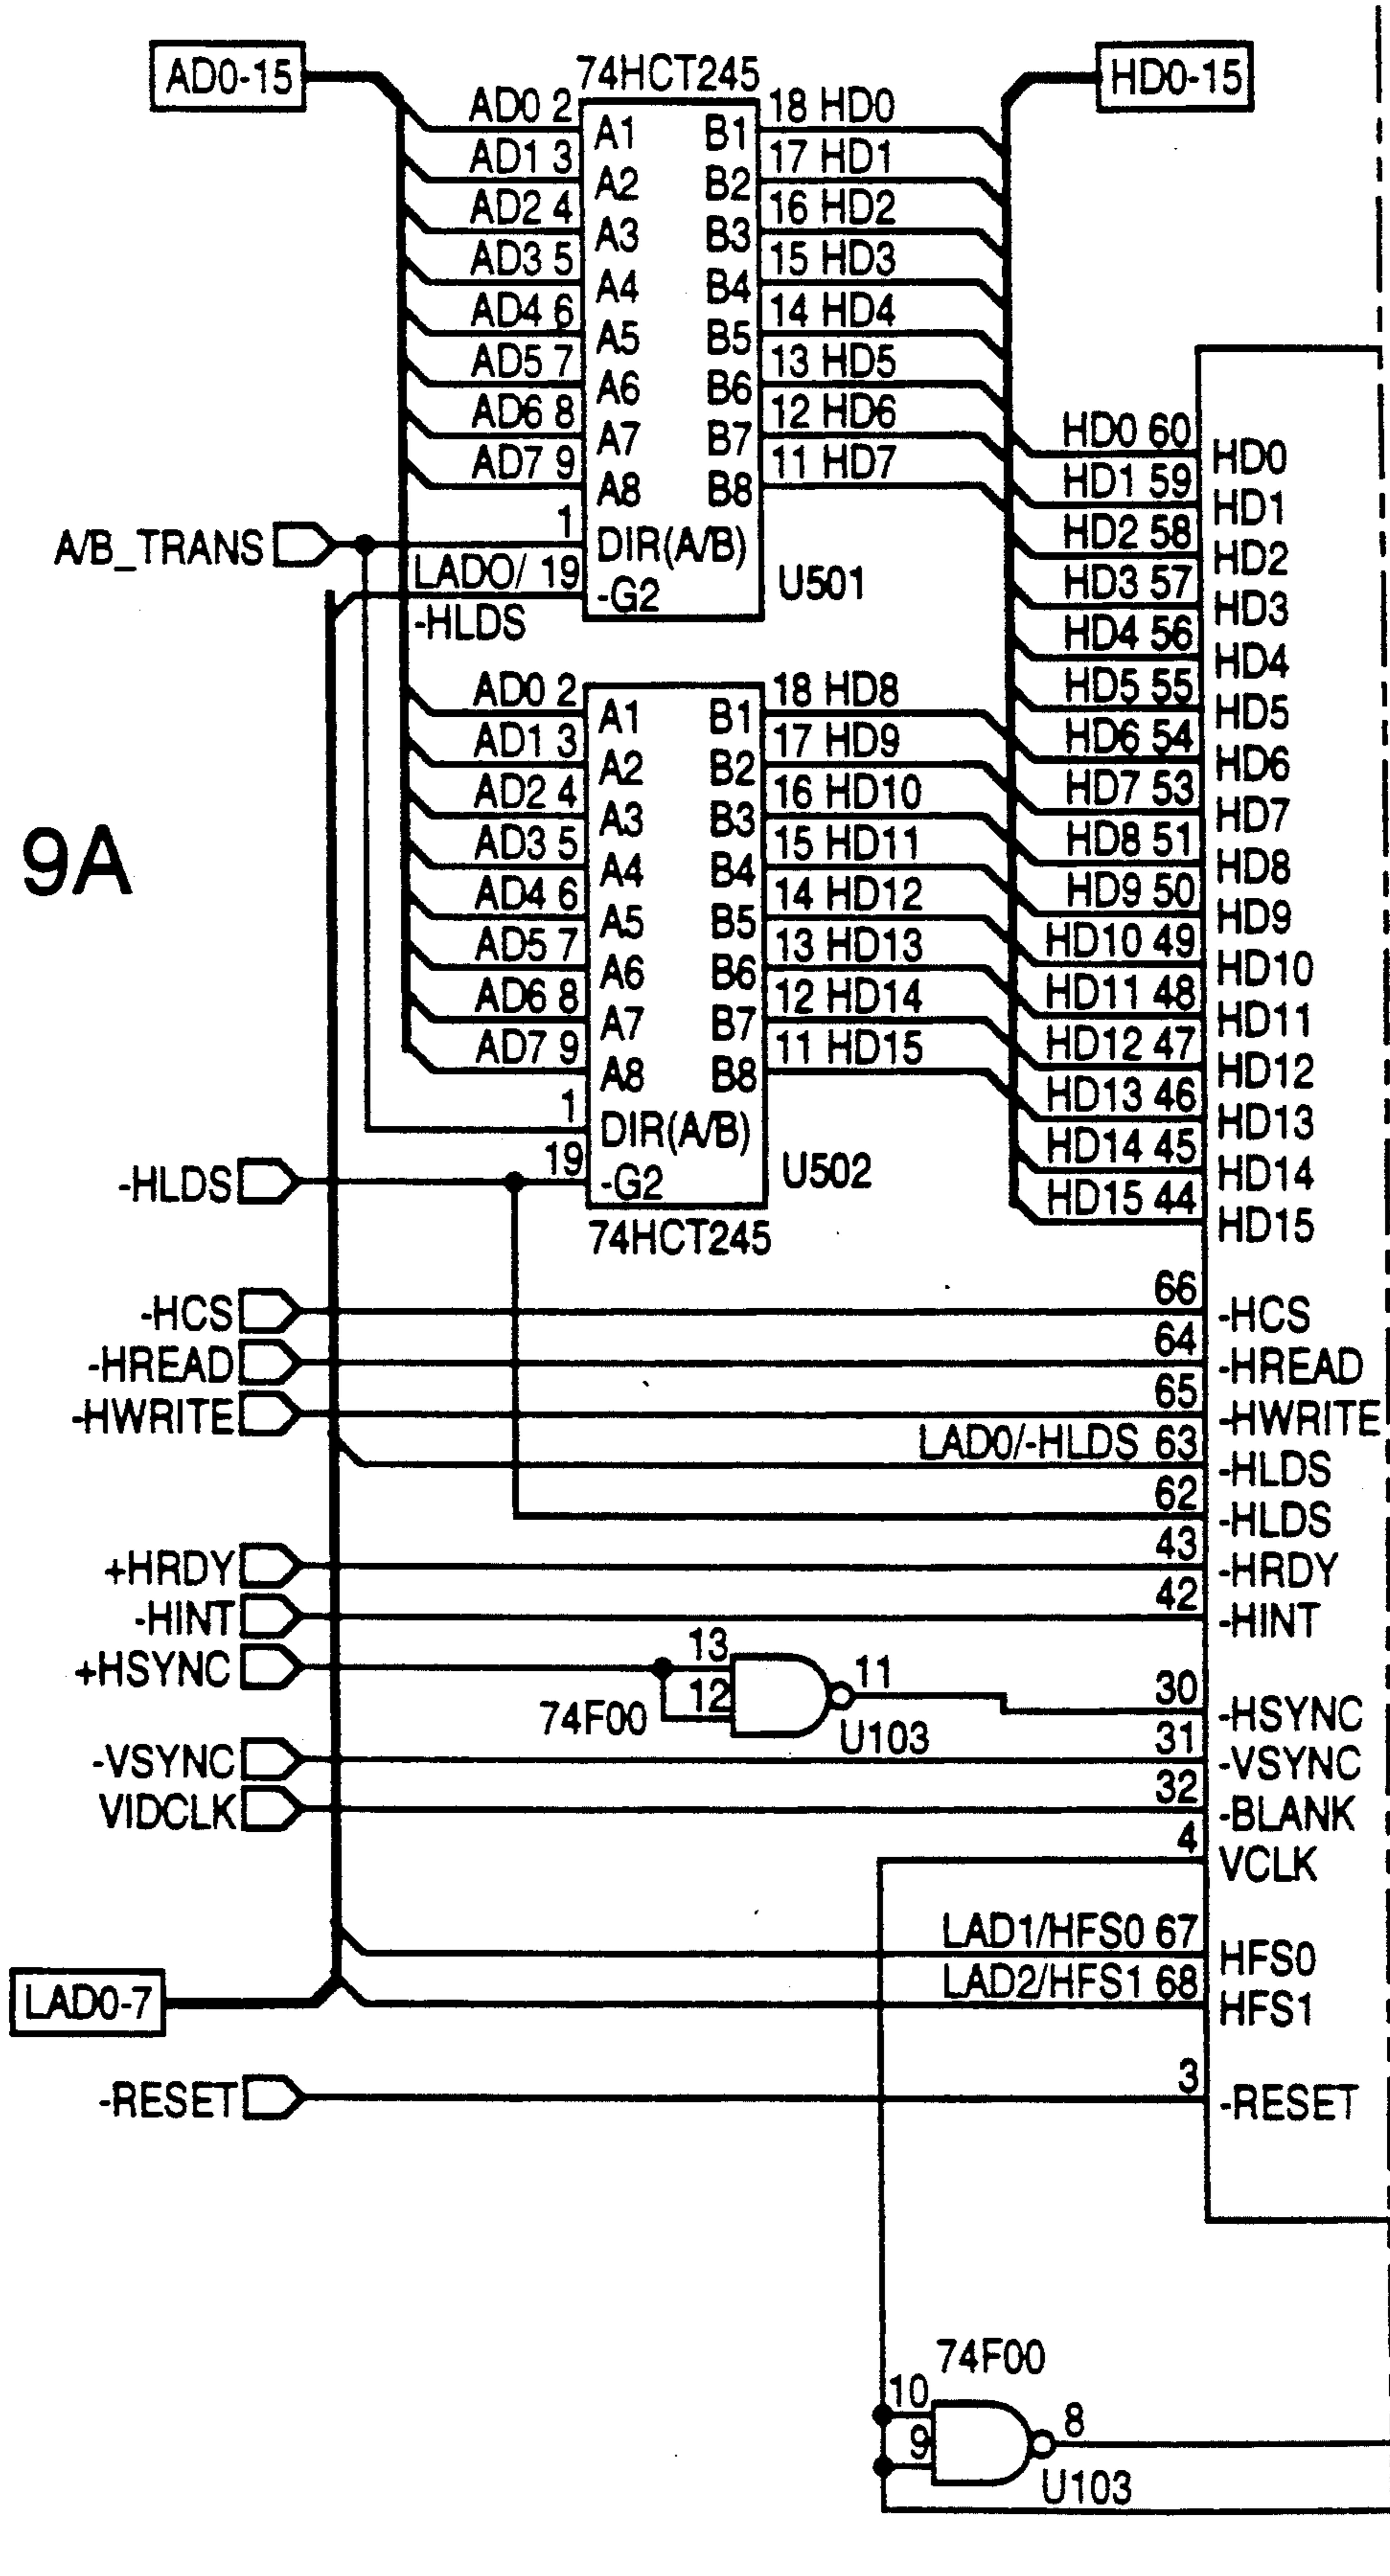 AD0-15
74HCT245
HD0-15
AD0 2 A1 B1 18 HD0
AD1 3 A2 B2 17 HD1
AD2 4 A3 B3 16 HD2
AD3 5 A4 B4 15 HD3
AD4 6 A5 B5 14 HD4
AD5 7 A6 B6 13 HD5
AD6 8 A7 B7 12 HD6
AD7 9 A8 B8 11 HD7
A/B_TRANS 1 DIR(A/B)
LADO/ 19 -G2 U501
-HLDS
AD0 2 A1 B1 18 HD8
AD1 3 A2 B2 17 HD9
AD2 4 A3 B3 16 HD10
AD3 5 A4 B4 15 HD11
AD4 6 A5 B5 14 HD12
AD5 7 A6 B6 13 HD13
AD6 8 A7 B7 12 HD14
AD7 9 A8 B8 11 HD15
1 DIR(A/B)
-HLDS 19 -G2 U502
74HCT245
9A
HD0 60 HD0
HD1 59 HD1
HD2 58 HD2
HD3 57 HD3
HD4 56 HD4
HD5 55 HD5
HD6 54 HD6
HD7 53 HD7
HD8 51 HD8
HD9 50 HD9
HD10 49 HD10
HD11 48 HD11
HD12 47 HD12
HD13 46 HD13
HD14 45 HD14
HD15 44 HD15
-HCS 66 -HCS
-HREAD 64 -HREAD
-HWRITE 65 -HWRITE
LAD0/-HLDS 63 -HLDS
62 -HLDS
+HRDY 43 -HRDY
-HINT 42 -HINT
+HSYNC 13 12 74F00 11 U103 30 -HSYNC
-VSYNC 31 -VSYNC
VIDCLK 32 -BLANK
4 VCLK
LAD1/HFS0 67 HFS0
LAD2/HFS1 68 HFS1
LAD0-7
-RESET 3 -RESET
74F00
10
9 8
U103